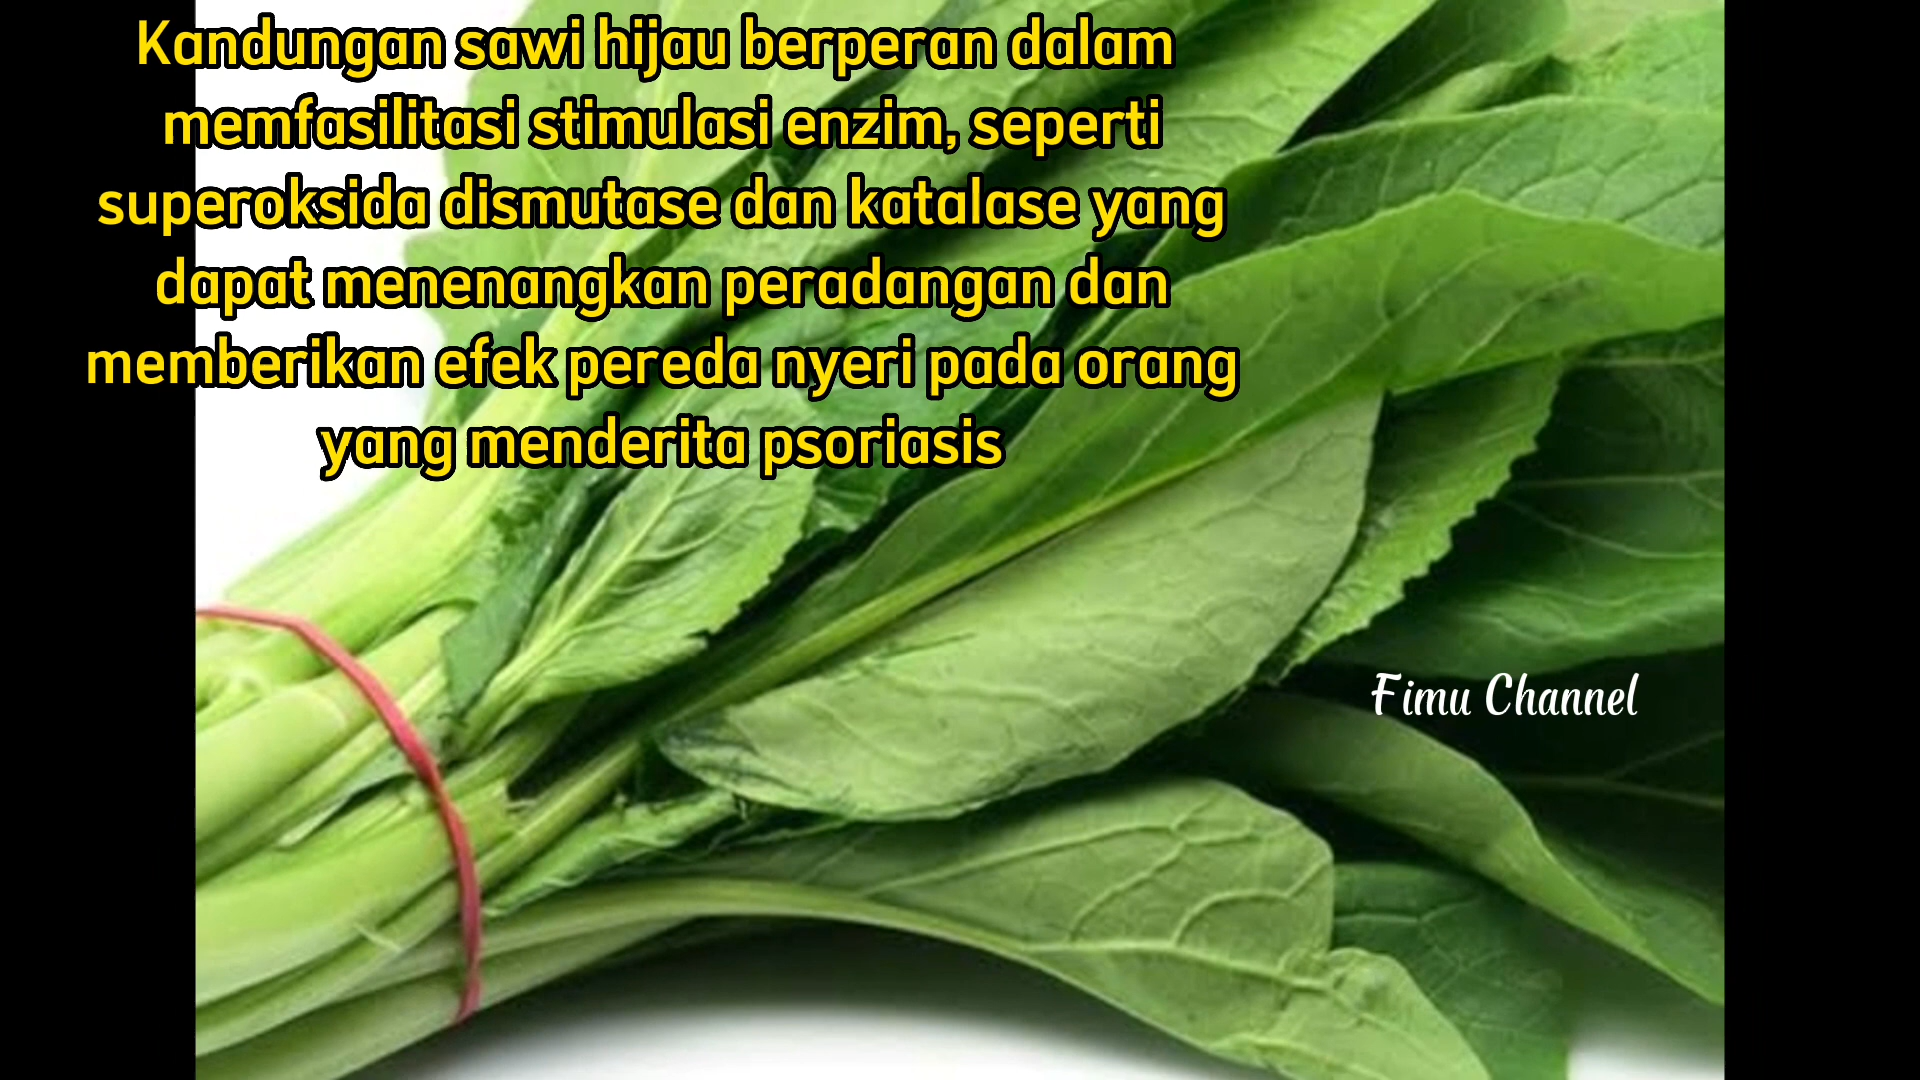 Kandungan sawi hijau berperan dalam
memfasilitasi stimulasi enzim, seperti
superoksida dismutase dan katalase yang
dapat menenangkan peradangan dan
memberikan efek pereda nyeri pada orang
yang menderita psoriasis
Fimu Channel